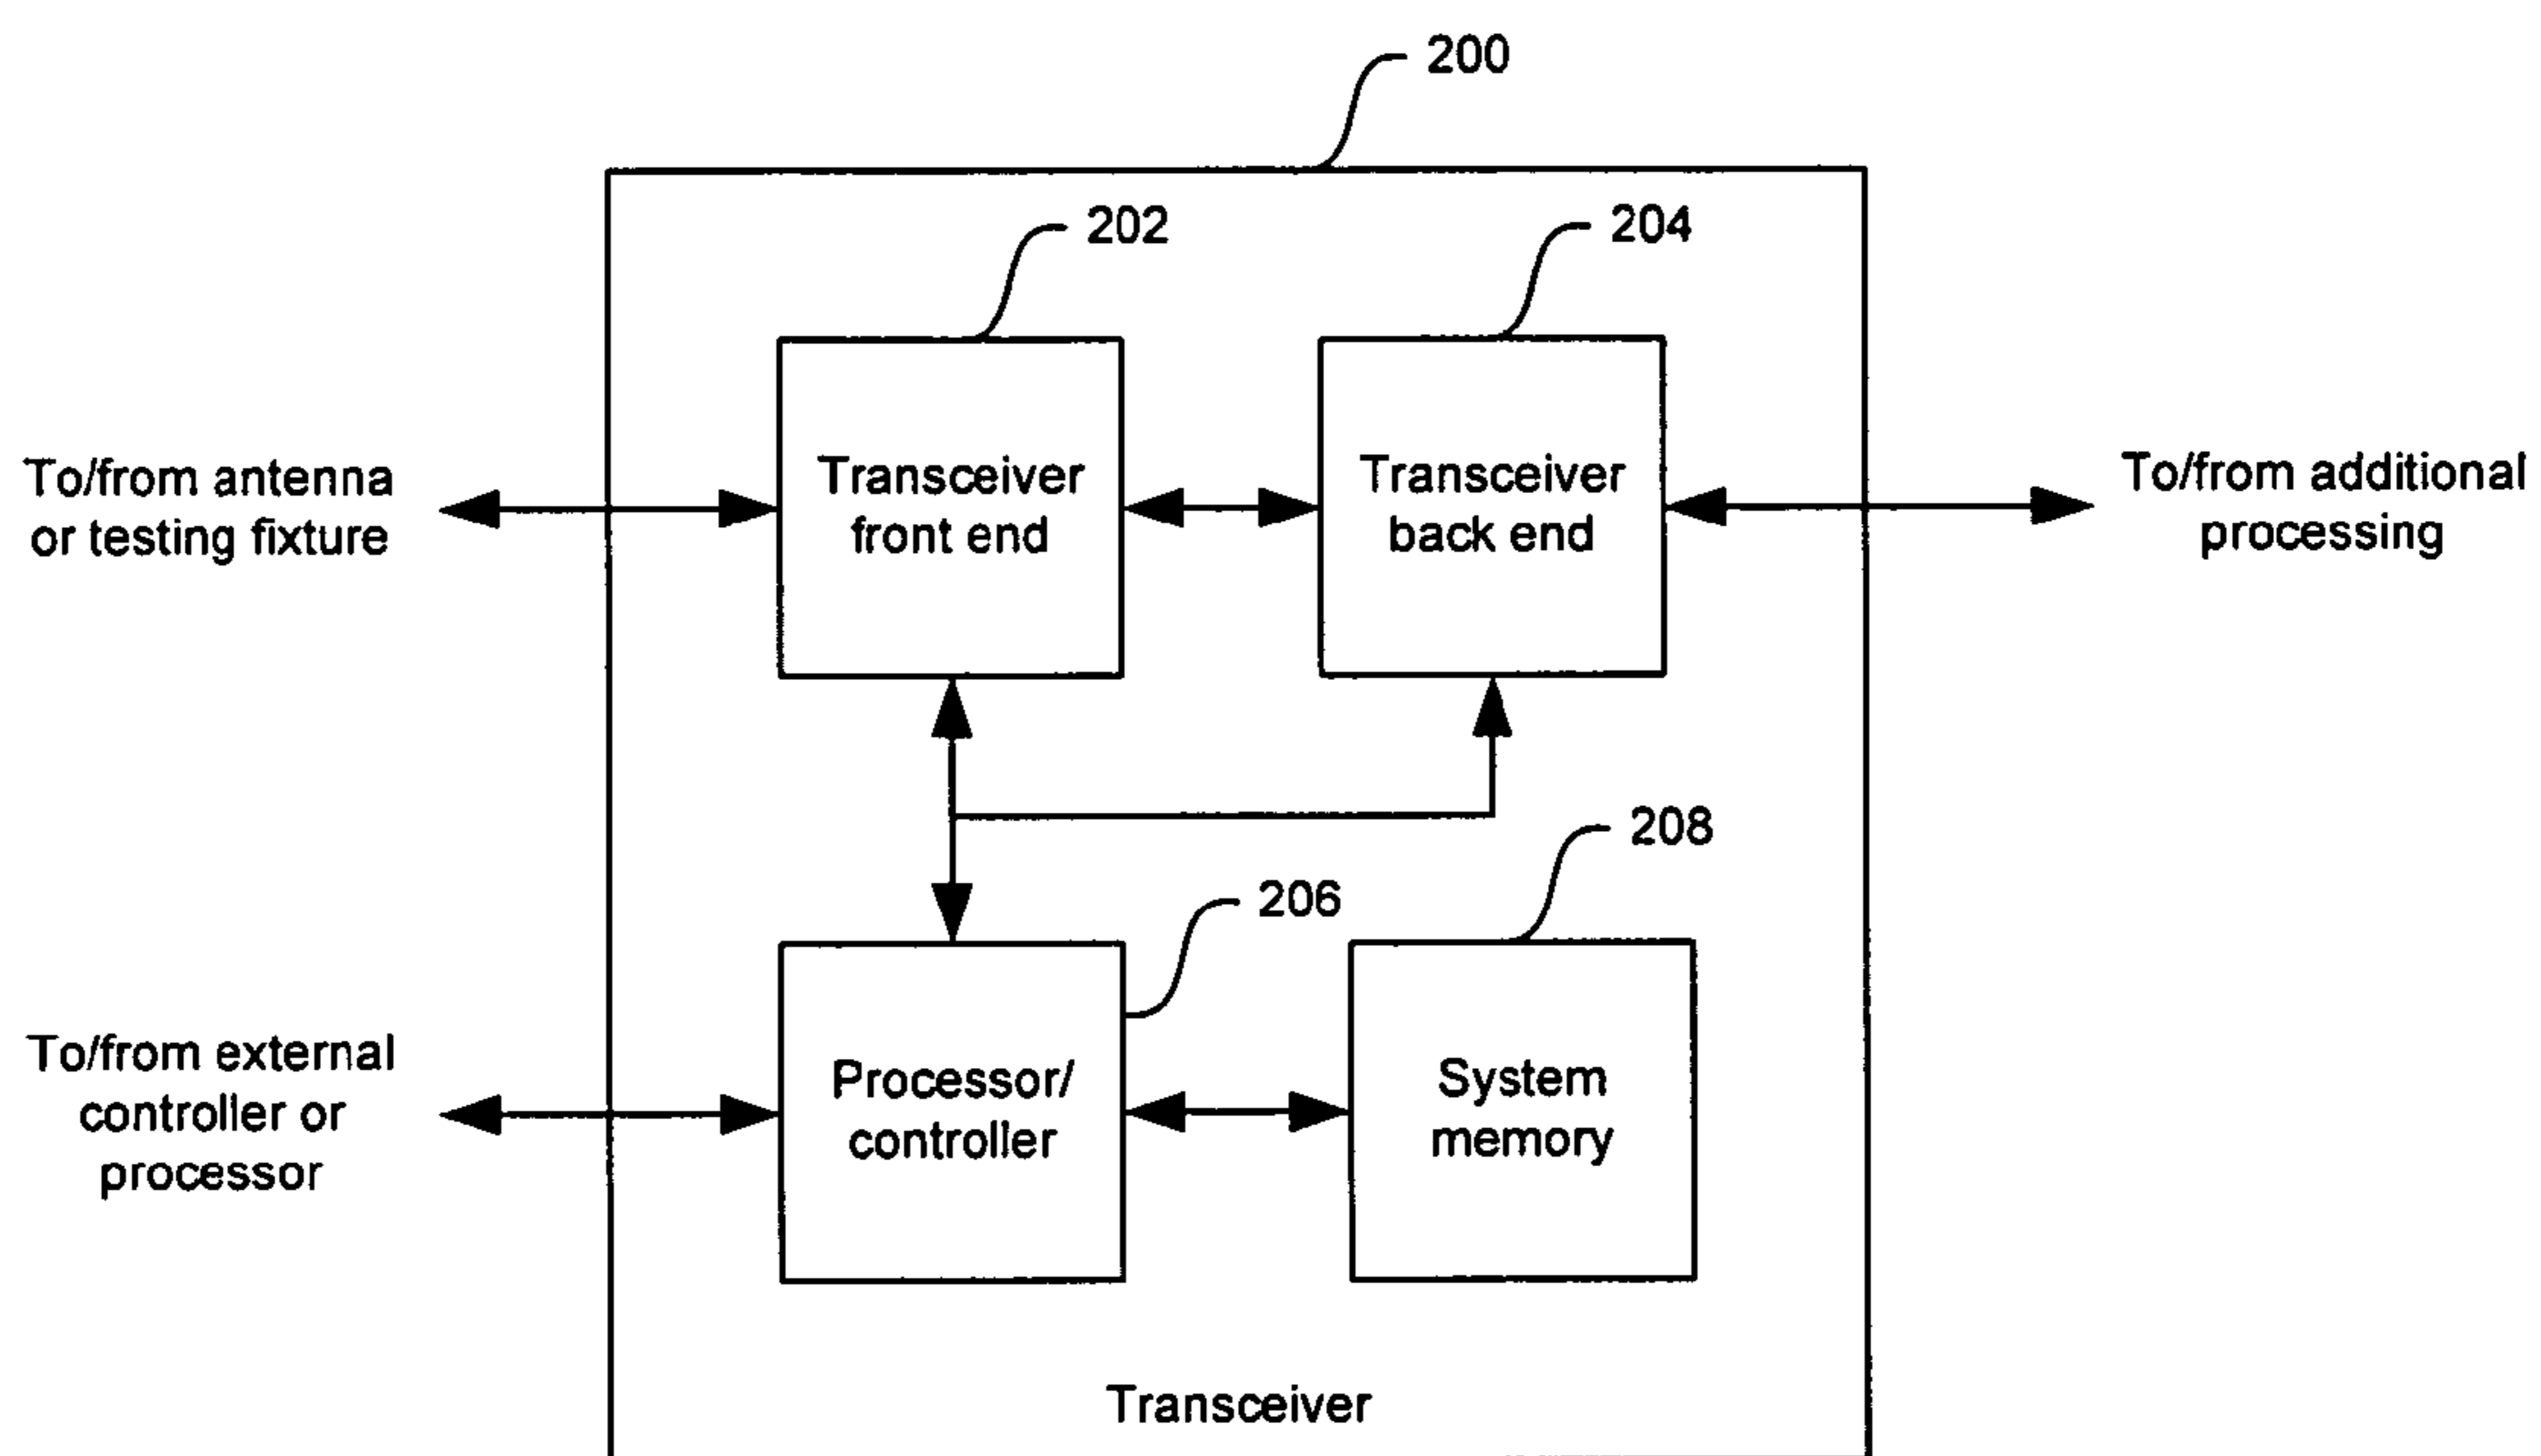 200
202
204
To/from antenna
or testing fixture
Transceiver
front end
Transceiver
back end
To/from additional
processing
208
206
To/from external
controller or
processor
Processor/
controller
System
memory
Transceiver